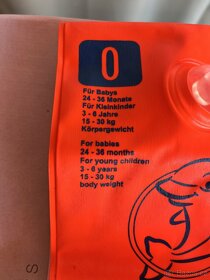 0
Für Babys
24 - 36 Monate
Für Kleinkinder
3 - 6 Jahre
15 - 30 kg
Körpergewicht
For babies
24 - 36 months
For young children
3 - 6 years
15 - 30 kg
body weight
S